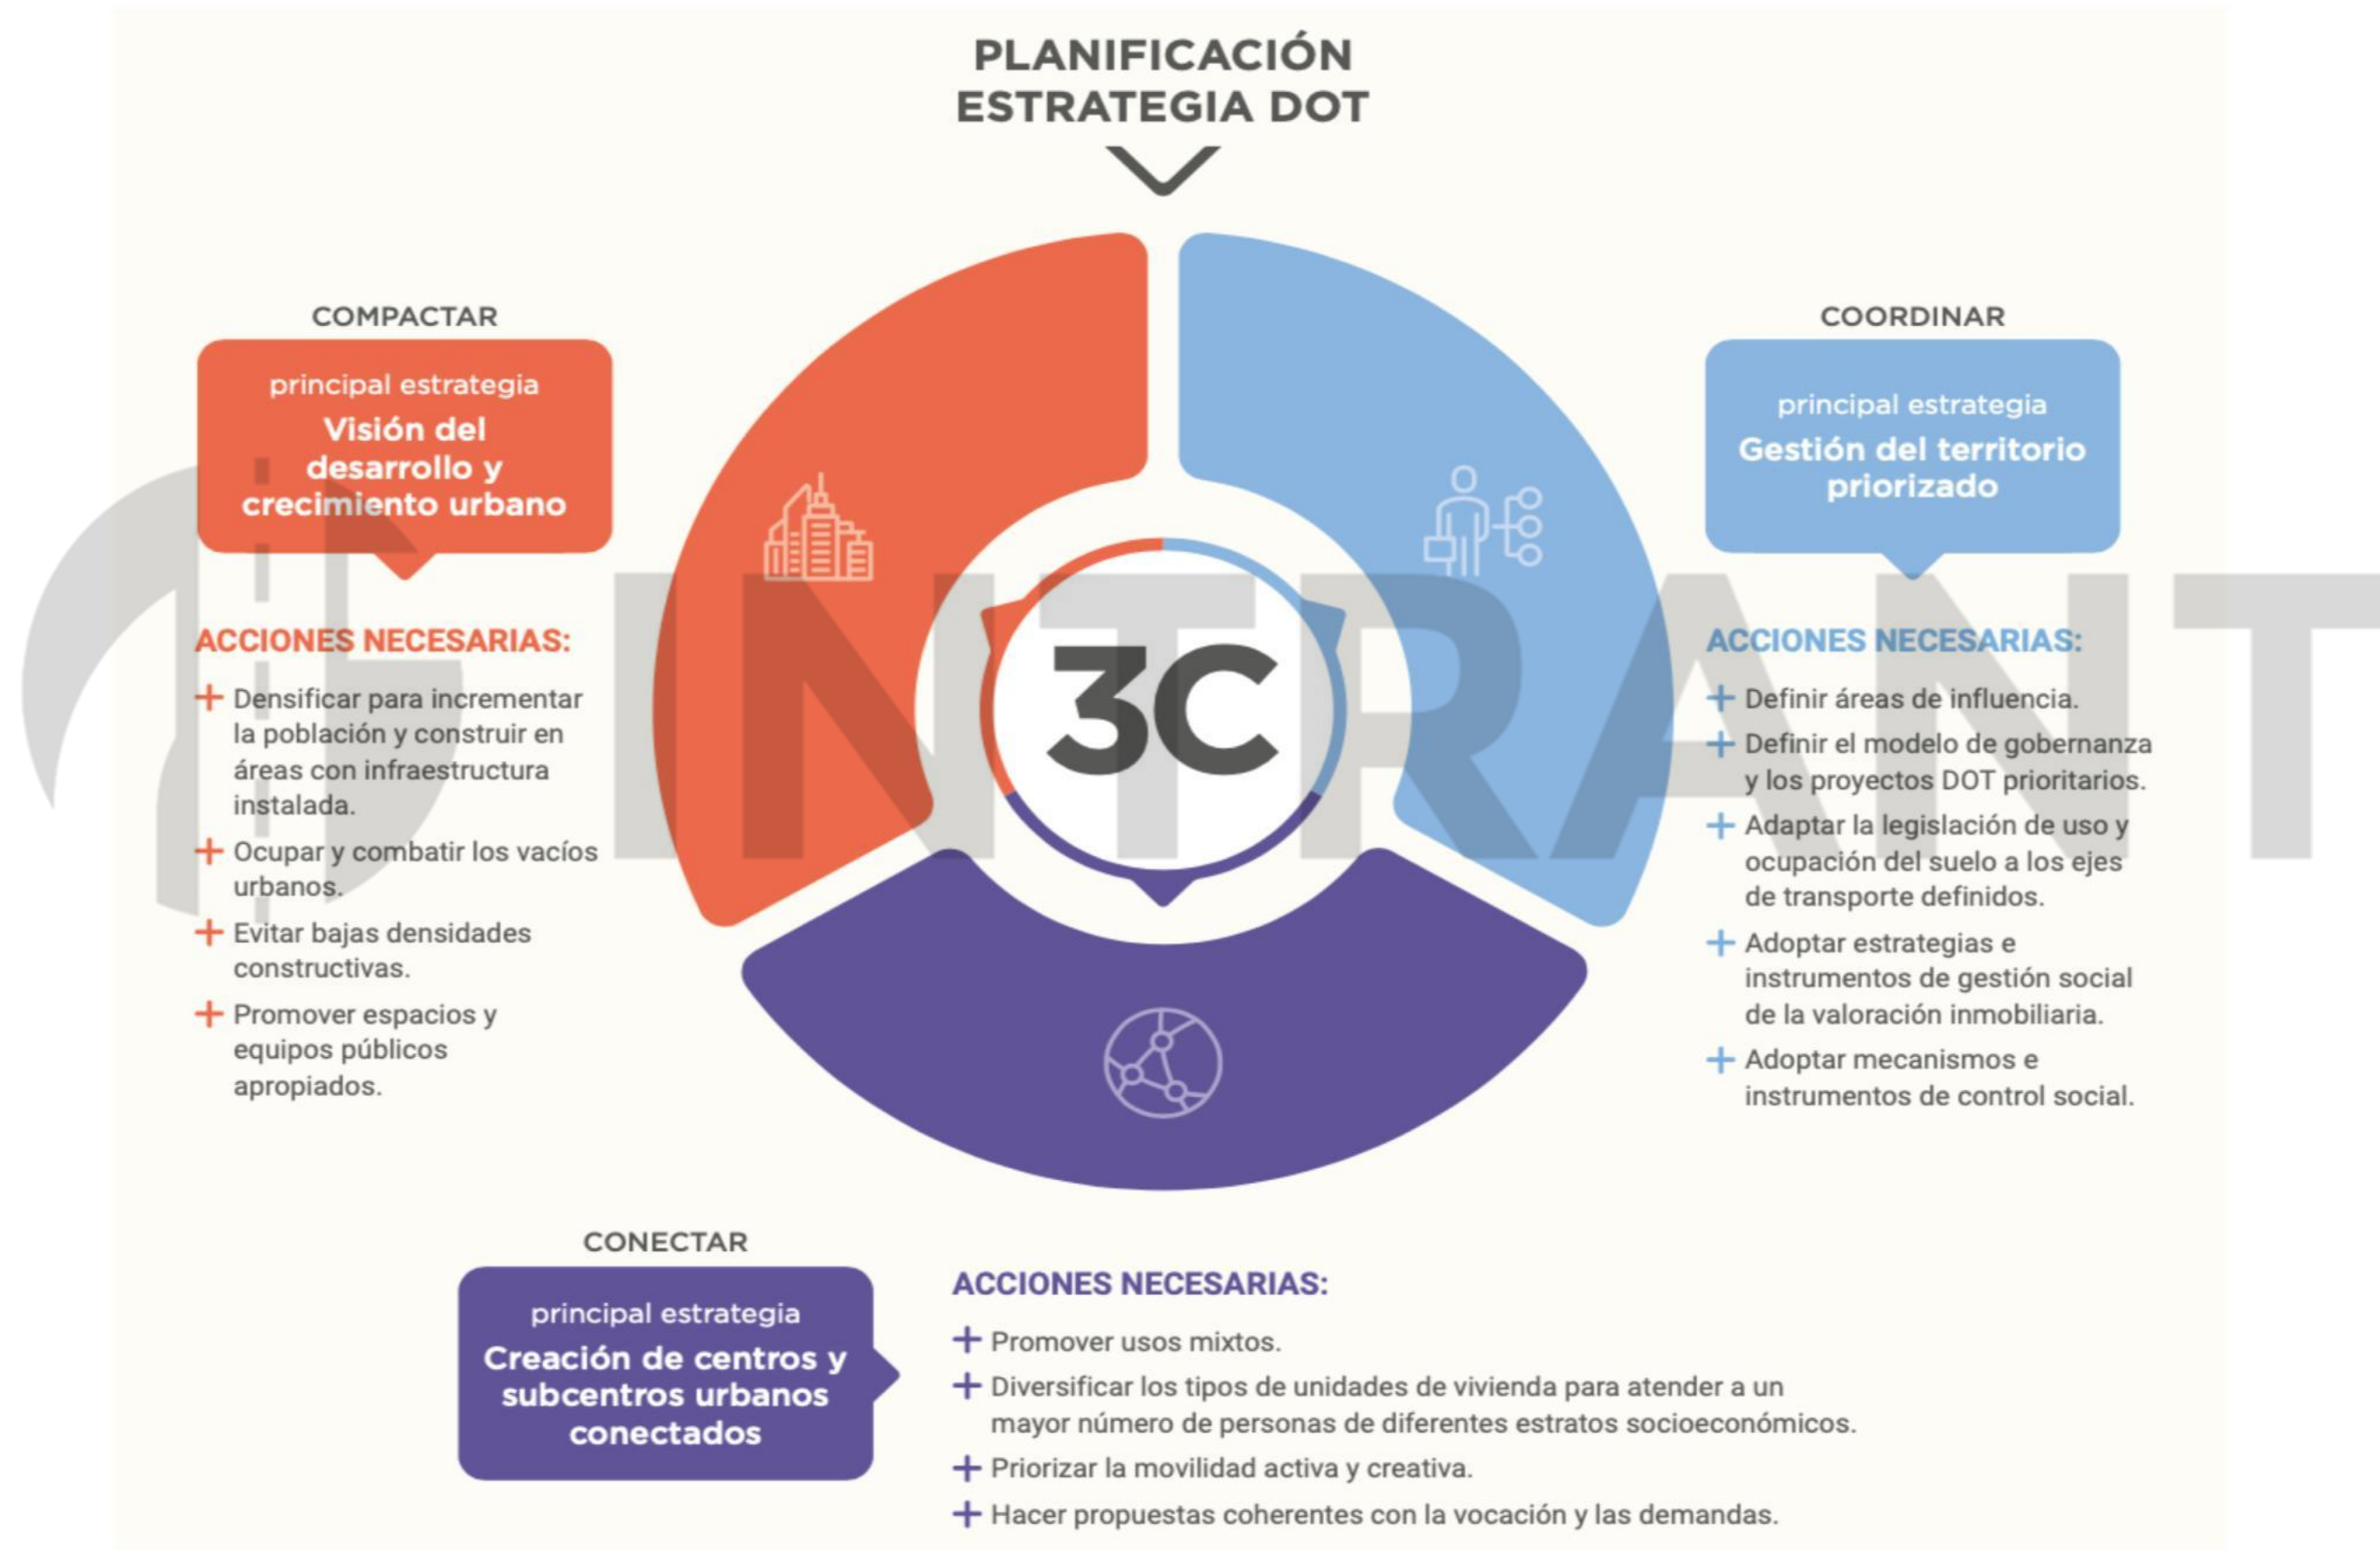 PLANIFICACIÓN
ESTRATEGIA DOT
COMPACTAR
principal estrategia
Visión del
desarrollo y
crecimiento urbano
ACCIONES NECESARIAS:
+ Densificar para incrementar
la población y construir en
áreas con infraestructura
instalada.
+ Ocupar y combatir los vacíos
urbanos.
+ Evitar bajas densidades
constructivas.
+ Promover espacios y
equipos públicos
apropiados.
3C
COORDINAR
principal estrategia
Gestión del territorio
priorizado
ACCIONES NECESARIAS:
+ Definir áreas de influencia.
+ Definir el modelo de gobernanza
y los proyectos DOT prioritarios.
+ Adaptar la legislación de uso y
ocupación del suelo a los ejes
de transporte definidos.
+ Adoptar estrategias e
instrumentos de gestión social
de la valoración inmobiliaria.
+ Adoptar mecanismos e
instrumentos de control social.
INTRANT
CONECTAR
principal estrategia
Creación de centros y
subcentros urbanos
conectados
ACCIONES NECESARIAS:
+ Promover usos mixtos.
+ Diversificar los tipos de unidades de vivienda para atender a un
mayor número de personas de diferentes estratos socioeconómicos.
+ Priorizar la movilidad activa y creativa.
+ Hacer propuestas coherentes con la vocación y las demandas.